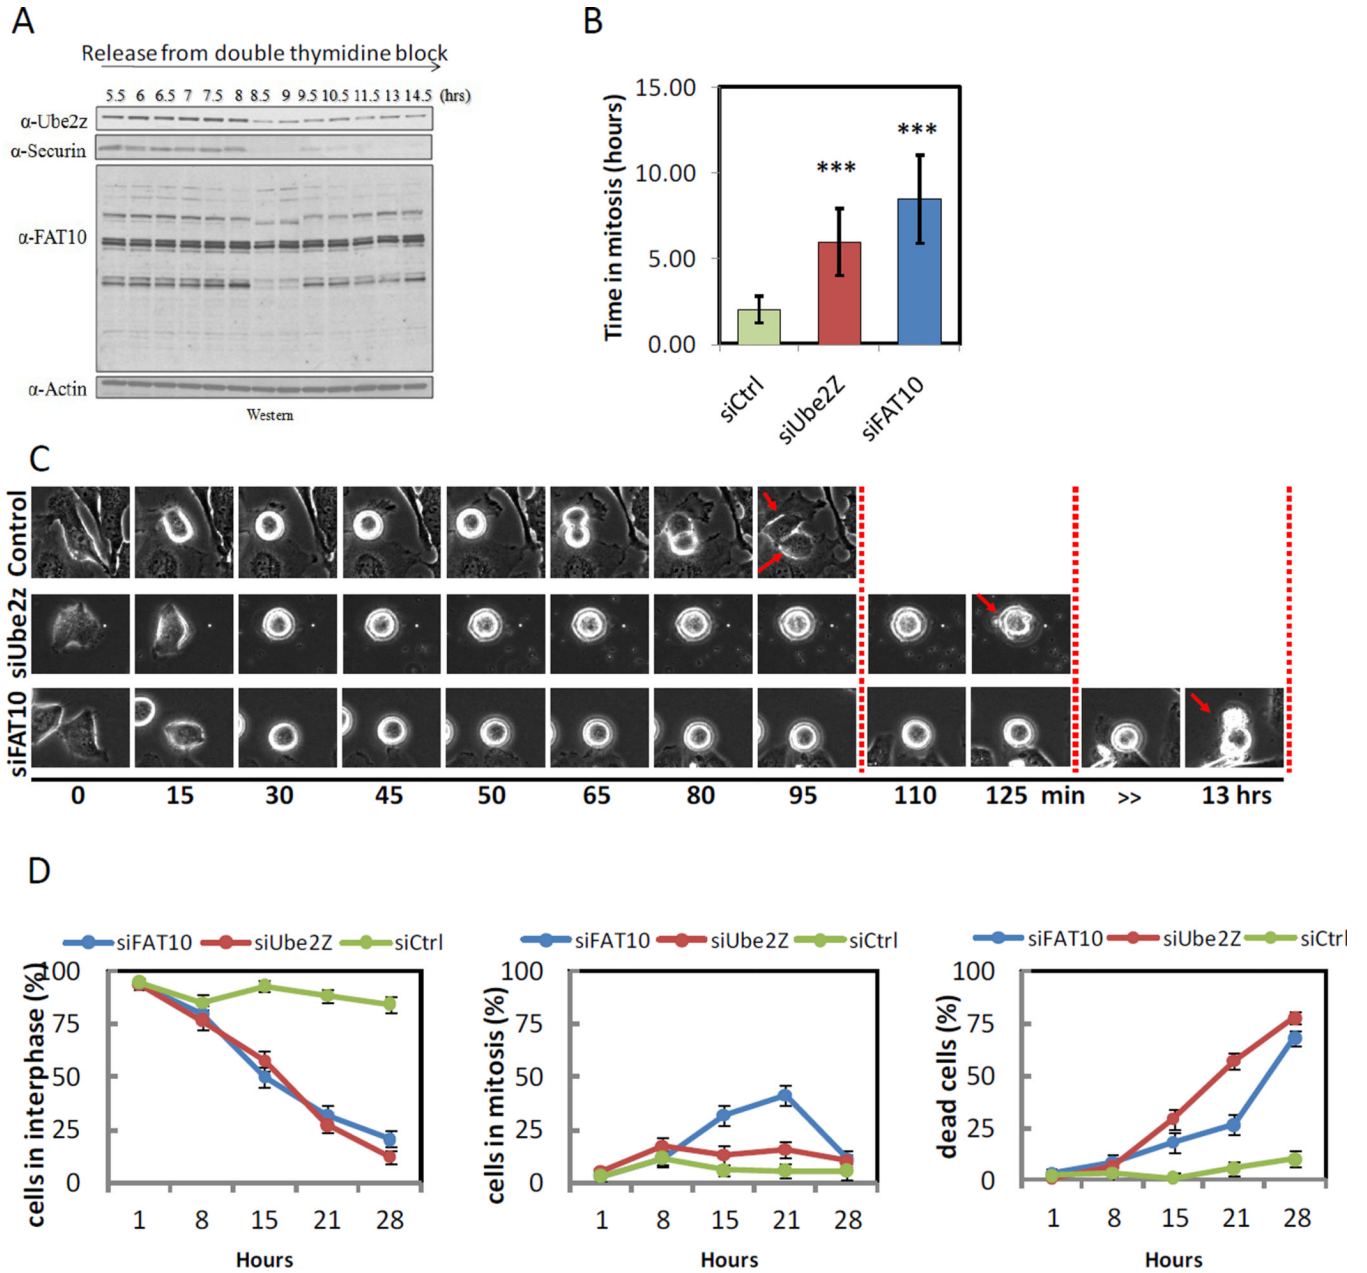 A
Release from double thymidine block
5.5 6 6.5 7 7.5 8 8.5 9 9.5 10.5 11.5 13 14.5 (hrs)
α-Ube2z
α-Securin
α-FAT10
α-Actin
Western
B
Time in mitosis (hours)
15.00
10.00
5.00
0.00
***
***
siCtrl
siUbe2Z
siFAT10
C
Control
siUbe2z
siFAT10
0 15 30 45 50 65 80 95 110 125 min >> 13 hrs
D
siFAT10 siUbe2Z siCtrl
cells in interphase (%)
100
75
50
25
0
1 8 15 21 28
Hours
siFAT10 siUbe2Z siCtrl
cells in mitosis (%)
100
75
50
25
0
1 8 15 21 28
Hours
siFAT10 siUbe2Z siCtrl
dead cells (%)
100
75
50
25
0
1 8 15 21 28
Hours